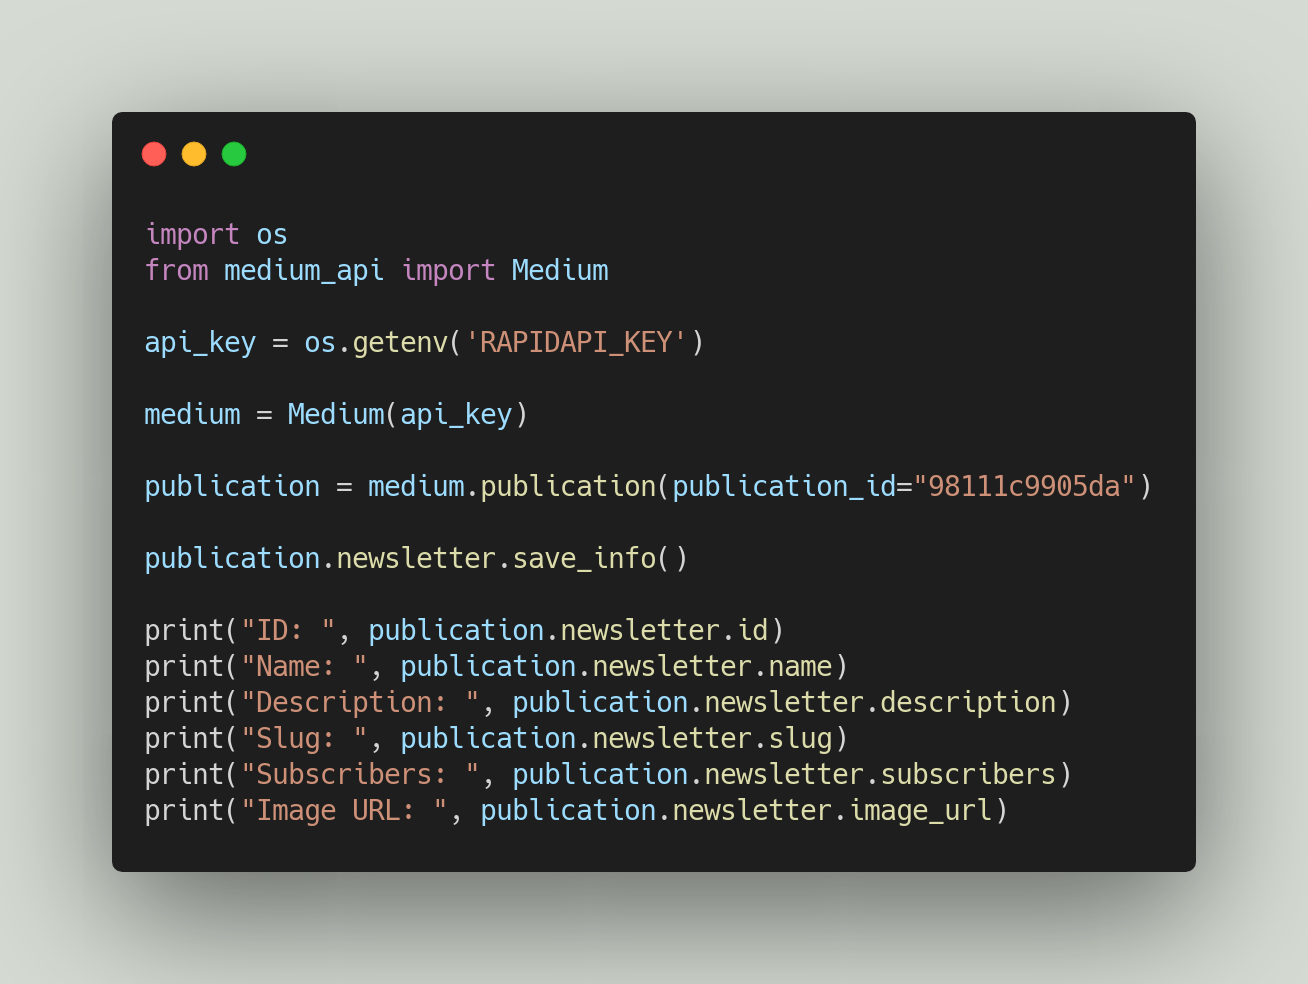 import os
from medium_api import Medium
api_key = os.getenv('RAPIDAPI_KEY')
medium = Medium(api_key)
publication = medium.publication(publication_id="98111c9905da")
publication.newsletter.save_info()
print("ID: ", publication.newsletter.id)
print("Name: ", publication.newsletter.name)
print("Description: ", publication.newsletter.description)
print("Slug: ", publication.newsletter.slug)
print("Subscribers: ", publication.newsletter.subscribers)
print("Image URL: ", publication.newsletter.image_url)